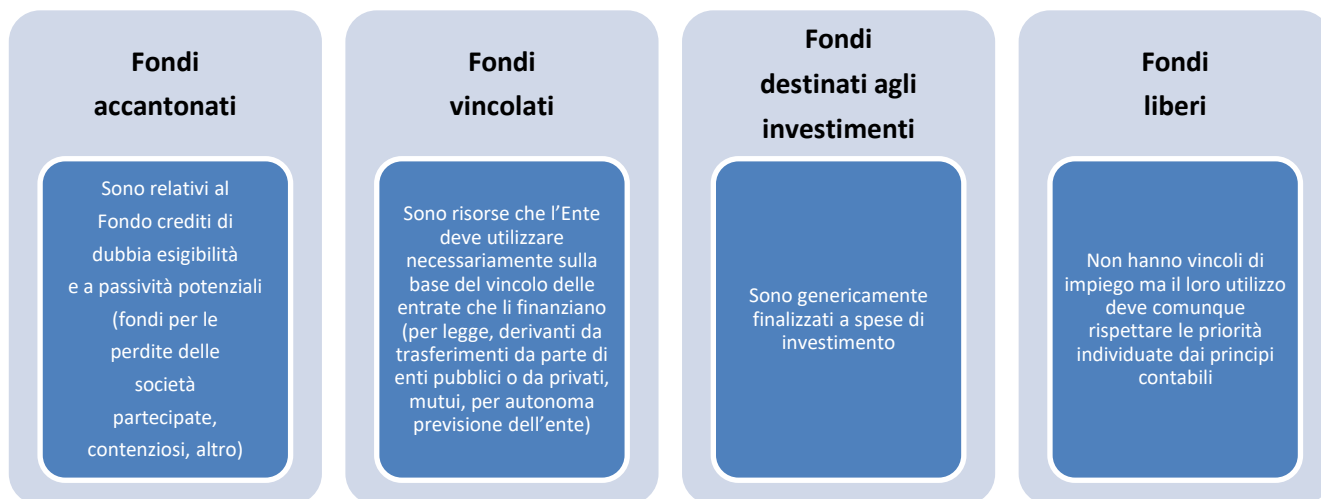 Fondi
accantonati
Sono relativi al
Fondo crediti di
dubbia esigibilità
e a passività potenziali
(fondi per le
perdite delle
società
partecipate,
contenziosi, altro)
Fondi
vincolati
Sono risorse che l’Ente
deve utilizzare
necessariamente sulla
base del vincolo delle
entrate che li finanziano
(per legge, derivanti da
trasferimenti da parte di
enti pubblici o da privati,
mutui, per autonoma
previsione dell’ente)
Fondi
destinati agli
investimenti
Sono genericamente
finalizzati a spese di
investimento
Fondi
liberi
Non hanno vincoli di
impiego ma il loro utilizzo
deve comunque
rispettare le priorità
individuate dai principi
contabili